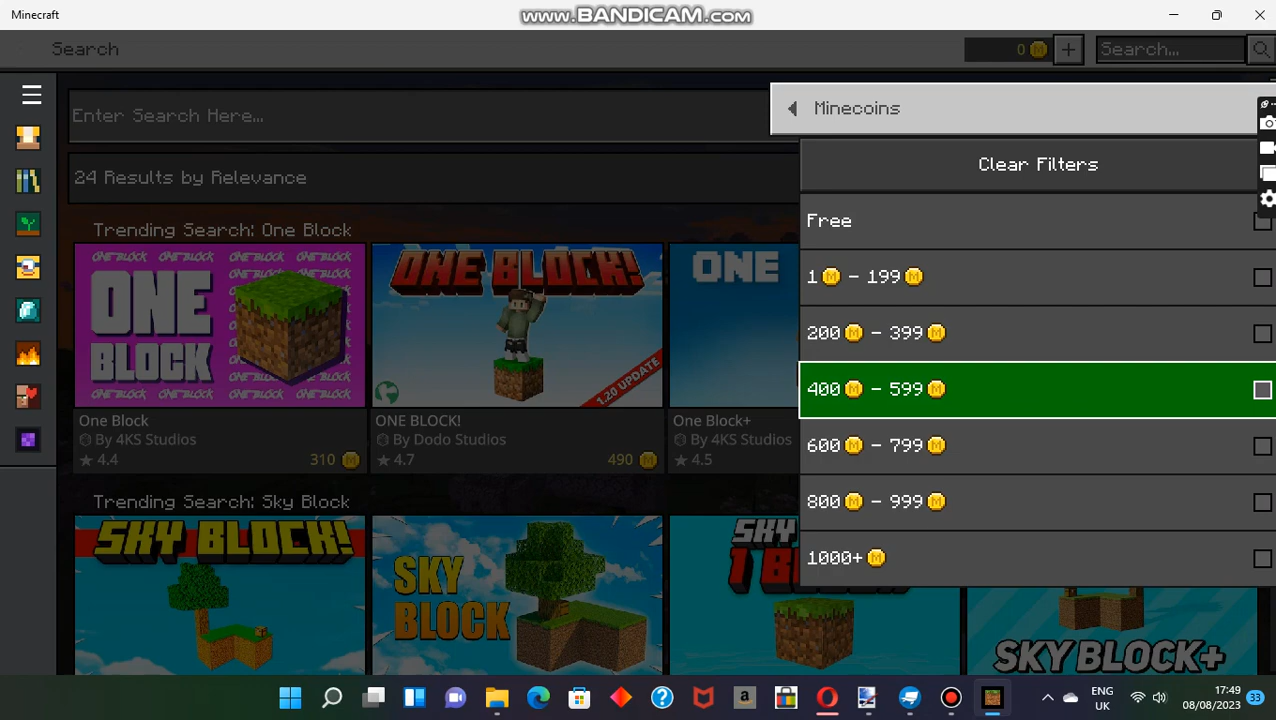 Minecraft
www.BANDICAM.com
Search
0
Search...
Enter Search Here...
Minecoins
Clear Filters
24 Results by Relevance
Free
1 - 199
200 - 399
400 - 599
600 - 799
800 - 999
1000+
Trending Search: One Block
ONE BLOCK
ONE BLOCK!
1.20 UPDATE
ONE
One Block
By 4KS Studios
4.4
310
ONE BLOCK!
By Dodo Studios
4.7
490
One Block+
By 4KS Studios
4.5
Trending Search: Sky Block
SKY BLOCK!
SKY
BLOCK
SKY
SKY BLOCK+
ENG
UK
17:49
08/08/2023
33